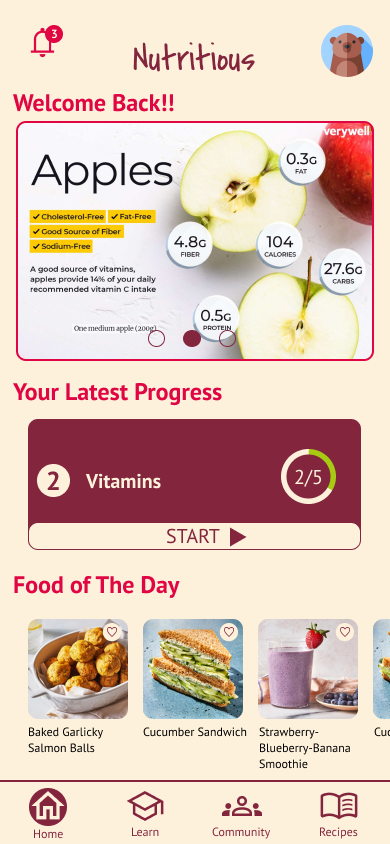 3
Nutritious
Welcome Back!!
verywell
Apples
0.3G
FAT
Cholesterol-Free
Fat-Free
Good Source of Fiber
Sodium-Free
4.8G
FIBER
104
CALORIES
27.6G
CARBS
A good source of vitamins,
apples provide 14% of your daily
recommended vitamin C intake
0.5G
PROTEIN
One medium apple (200g)
Your Latest Progress
2
Vitamins
2/5
START
Food of The Day
Baked Garlicky
Salmon Balls
Cucumber Sandwich
Strawberry-
Blueberry-Banana
Smoothie
Cuc
Home
Learn
Community
Recipes